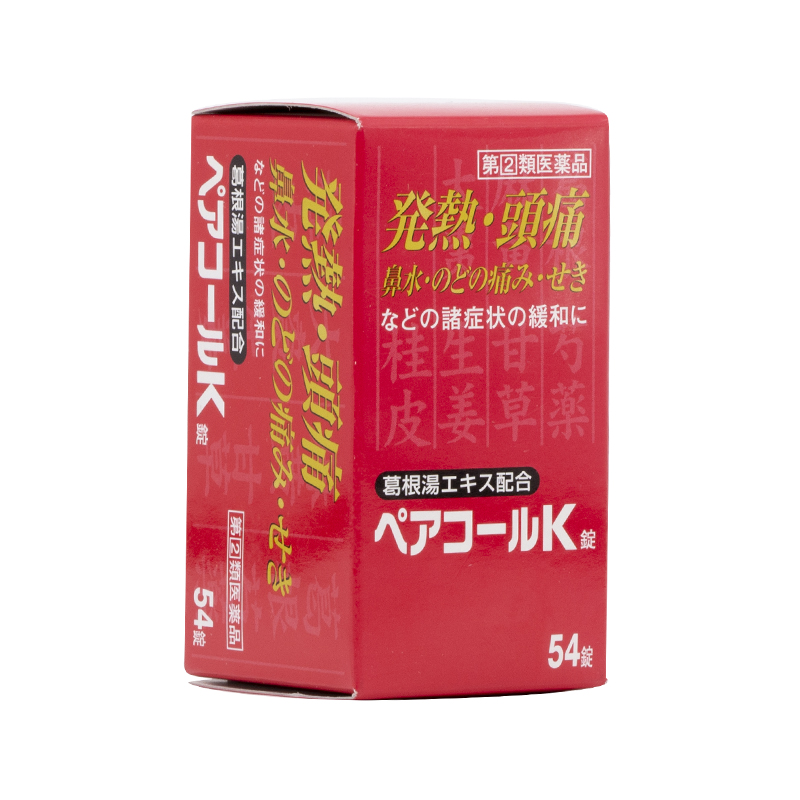 第②類医薬品
発熱・頭痛
鼻水・のどの痛み・せき
などの諸症状の緩和に
桂皮
生姜
甘草
芍薬
葛根湯エキス配合
ペアコールK錠
54錠
発熱・頭痛
鼻水・のどの痛み・せき
などの諸症状の緩和に
葛根湯エキス配合
ペアコールK錠
第②類医薬品
54錠
甘草
葛根